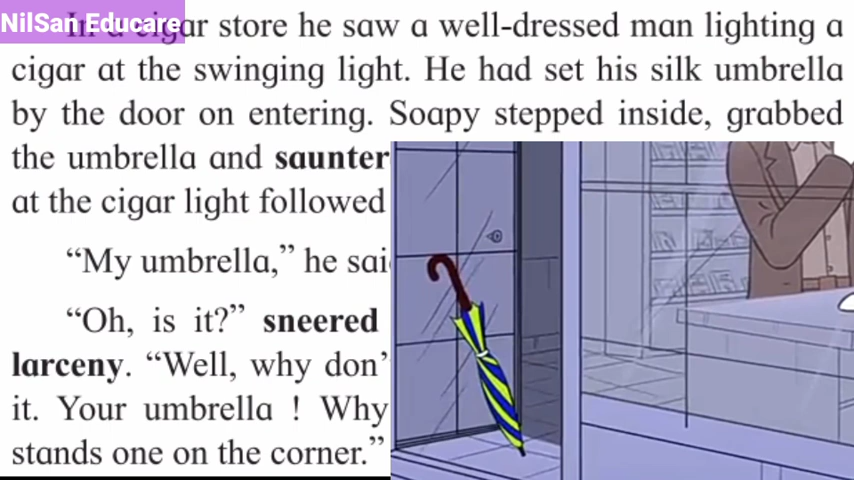 NilSan Educare
In a cigar store he saw a well-dressed man lighting a
cigar at the swinging light. He had set his silk umbrella
by the door on entering. Soapy stepped inside, grabbed
the umbrella and saunter
at the cigar light followed
“My umbrella,” he sai
“Oh, is it?” sneered
larceny. “Well, why don’
it. Your umbrella ! Why
stands one on the corner.”